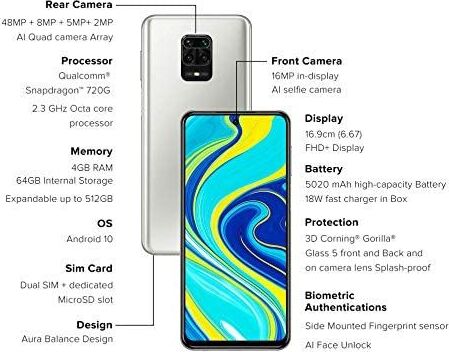 Rear Camera
48MP + 8MP + 5MP+ 2MP
AI Quad camera Array
Processor
Qualcomm®
Snapdragon™ 720G
2.3 GHz Octa core
processor
Memory
4GB RAM
64GB Internal Storage
Expandable up to 512GB
OS
Android 10
Sim Card
Dual SIM + dedicated
MicroSD slot
Design
Aura Balance Design
Front Camera
16MP in-display
AI selfie camera
Display
16.9cm (6.67)
FHD+ Display
Battery
5020 mAh high-capacity Battery
18W fast charger in Box
Protection
3D Corning® Gorilla®
Glass 5 front and Back and
on camera lens Splash-proof
Biometric
Authentications
Side Mounted Fingerprint sensor
AI Face Unlock